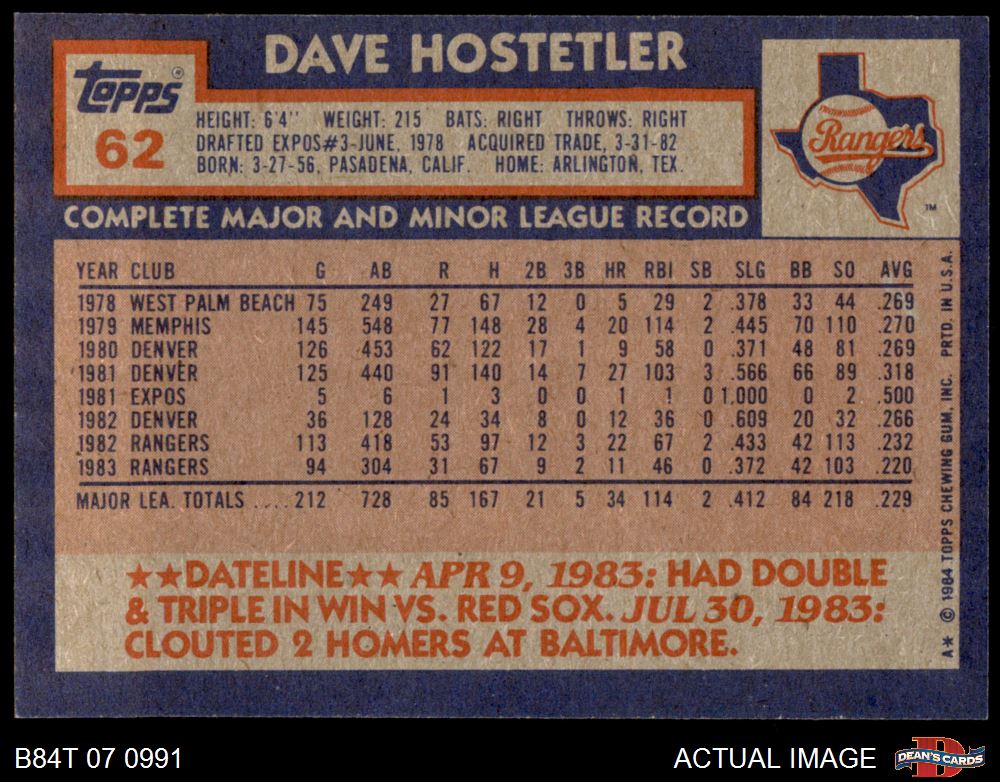 DAVE HOSTETLER
Topps®
62
HEIGHT: 6'4" WEIGHT: 215 BATS: RIGHT THROWS: RIGHT
DRAFTED EXPOS#3-JUNE, 1978 ACQUIRED TRADE, 3-31-82
BORN: 3-27-56, PASADENA, CALIF. HOME: ARLINGTON, TEX.
Rangers
TM
COMPLETE MAJOR AND MINOR LEAGUE RECORD
YEAR CLUB G AB R H 2B 3B HR RBI SB SLG BB SO AVG
1978 WEST PALM BEACH 75 249 27 67 12 0 5 29 2 .378 33 44 .269
1979 MEMPHIS 145 548 77 148 28 4 20 114 2 .445 70 110 .270
1980 DENVER 126 453 62 122 17 1 9 58 0 .371 48 81 .269
1981 DENVER 125 440 91 140 14 7 27 103 3 .566 66 89 .318
1981 EXPOS 5 6 1 3 0 0 1 1 0 1.000 0 2 .500
1982 DENVER 36 128 24 34 8 0 12 36 0 .609 20 32 .266
1982 RANGERS 113 418 53 97 12 3 22 67 2 .433 42 113 .232
1983 RANGERS 94 304 31 67 9 2 11 46 0 .372 42 103 .220
MAJOR LEA. TOTALS .... 212 728 85 167 21 5 34 114 2 .412 84 218 .229
★★DATELINE★★ APR 9, 1983: HAD DOUBLE
& TRIPLE IN WIN VS. RED SOX. JUL 30, 1983:
CLOUTED 2 HOMERS AT BALTIMORE.
A* © 1984 TOPPS CHEWING GUM, INC. PRTD. IN U.S.A.
B84T 07 0991
ACTUAL IMAGE
D
DEAN'S CARDS